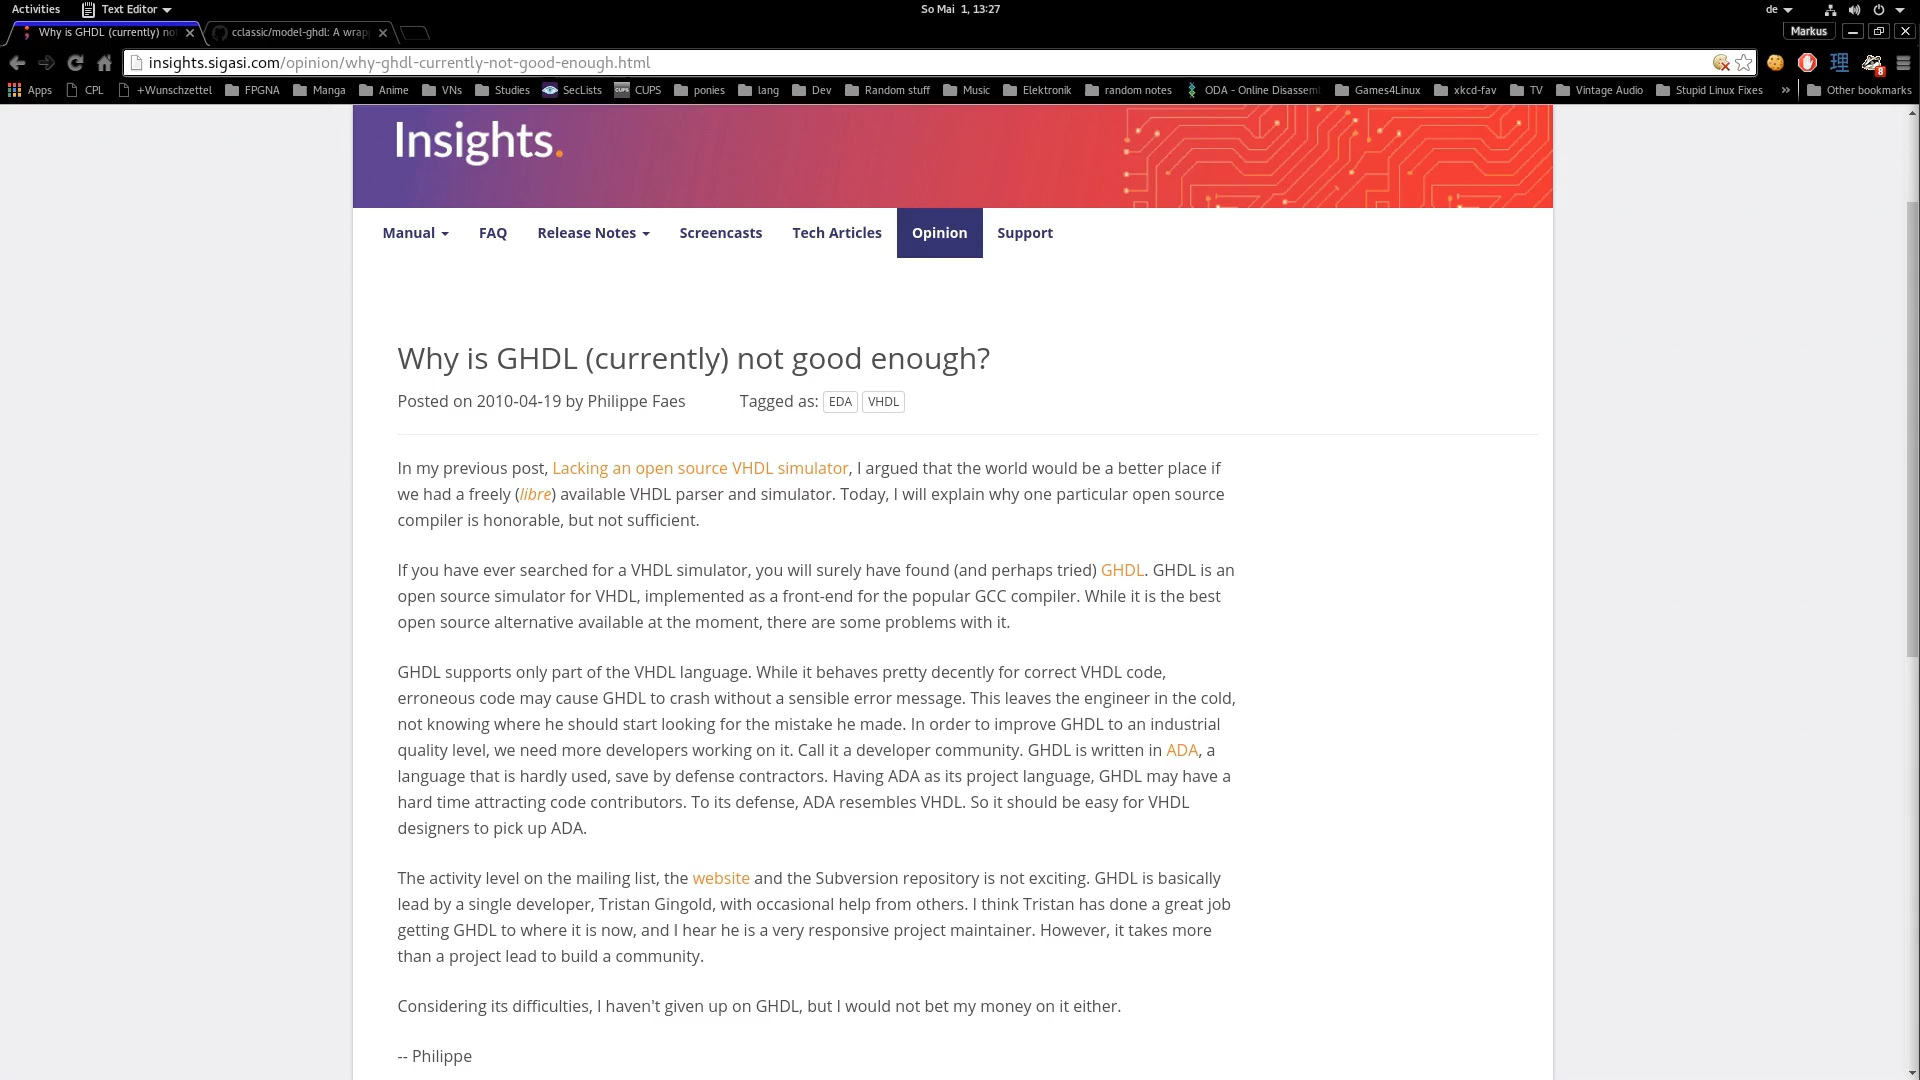 Activities Text Editor So Mai 1, 13:27 de
Why is GHDL (currently) no cclassic/model-ghdl: A wrap Markus
insights.sigasi.com/opinion/why-ghdl-currently-not-good-enough.html 理 8
Apps CPL +Wunschzettel FPGNA Manga Anime VNs Studies SecLists CUPS ponies lang Dev Random stuff Music Elektronik random notes ODA - Online Disassem Games4Linux xkcd-fav TV Vintage Audio Stupid Linux Fixes » Other bookmarks
Insights.
Manual FAQ Release Notes Screencasts Tech Articles Opinion Support
Why is GHDL (currently) not good enough?
Posted on 2010-04-19 by Philippe Faes Tagged as: EDA VHDL
In my previous post, Lacking an open source VHDL simulator, I argued that the world would be a better place if
we had a freely (libre) available VHDL parser and simulator. Today, I will explain why one particular open source
compiler is honorable, but not sufficient.
If you have ever searched for a VHDL simulator, you will surely have found (and perhaps tried) GHDL. GHDL is an
open source simulator for VHDL, implemented as a front-end for the popular GCC compiler. While it is the best
open source alternative available at the moment, there are some problems with it.
GHDL supports only part of the VHDL language. While it behaves pretty decently for correct VHDL code,
erroneous code may cause GHDL to crash without a sensible error message. This leaves the engineer in the cold,
not knowing where he should start looking for the mistake he made. In order to improve GHDL to an industrial
quality level, we need more developers working on it. Call it a developer community. GHDL is written in ADA, a
language that is hardly used, save by defense contractors. Having ADA as its project language, GHDL may have a
hard time attracting code contributors. To its defense, ADA resembles VHDL. So it should be easy for VHDL
designers to pick up ADA.
The activity level on the mailing list, the website and the Subversion repository is not exciting. GHDL is basically
lead by a single developer, Tristan Gingold, with occasional help from others. I think Tristan has done a great job
getting GHDL to where it is now, and I hear he is a very responsive project maintainer. However, it takes more
than a project lead to build a community.
Considering its difficulties, I haven't given up on GHDL, but I would not bet my money on it either.
-- Philippe